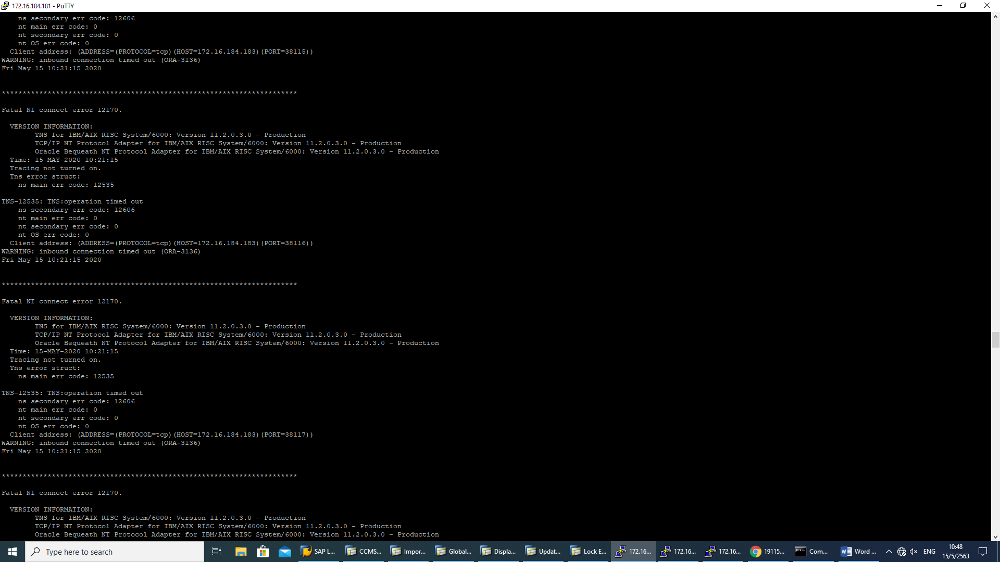 172.16.184.181 - PuTTY
ns secondary err code: 12606
nt main err code: 0
nt secondary err code: 0
nt OS err code: 0
Client address: (ADDRESS=(PROTOCOL=tcp)(HOST=172.16.184.183)(PORT=38115))
WARNING: inbound connection timed out (ORA-3136)
Fri May 15 10:21:15 2020
***********************************************************************
Fatal NI connect error 12170.
VERSION INFORMATION:
TNS for IBM/AIX RISC System/6000: Version 11.2.0.3.0 - Production
TCP/IP NT Protocol Adapter for IBM/AIX RISC System/6000: Version 11.2.0.3.0 - Production
Oracle Bequeath NT Protocol Adapter for IBM/AIX RISC System/6000: Version 11.2.0.3.0 - Production
Time: 15-MAY-2020 10:21:15
Tracing not turned on.
Tns error struct:
ns main err code: 12535
TNS-12535: TNS:operation timed out
ns secondary err code: 12606
nt main err code: 0
nt secondary err code: 0
nt OS err code: 0
Client address: (ADDRESS=(PROTOCOL=tcp)(HOST=172.16.184.183)(PORT=38116))
WARNING: inbound connection timed out (ORA-3136)
Fri May 15 10:21:15 2020
***********************************************************************
Fatal NI connect error 12170.
VERSION INFORMATION:
TNS for IBM/AIX RISC System/6000: Version 11.2.0.3.0 - Production
TCP/IP NT Protocol Adapter for IBM/AIX RISC System/6000: Version 11.2.0.3.0 - Production
Oracle Bequeath NT Protocol Adapter for IBM/AIX RISC System/6000: Version 11.2.0.3.0 - Production
Time: 15-MAY-2020 10:21:15
Tracing not turned on.
Tns error struct:
ns main err code: 12535
TNS-12535: TNS:operation timed out
ns secondary err code: 12606
nt main err code: 0
nt secondary err code: 0
nt OS err code: 0
Client address: (ADDRESS=(PROTOCOL=tcp)(HOST=172.16.184.183)(PORT=38117))
WARNING: inbound connection timed out (ORA-3136)
Fri May 15 10:21:15 2020
***********************************************************************
Fatal NI connect error 12170.
VERSION INFORMATION:
TNS for IBM/AIX RISC System/6000: Version 11.2.0.3.0 - Production
TCP/IP NT Protocol Adapter for IBM/AIX RISC System/6000: Version 11.2.0.3.0 - Production
Oracle Bequeath NT Protocol Adapter for IBM/AIX RISC System/6000: Version 11.2.0.3.0 - Production
Type here to search SAP L... CCMS... Impor... Global... Displa... Updat... Lock E... 172.16... 172.16... 172.16... 19115... Com... Word ... ENG 10:48
15/5/2563